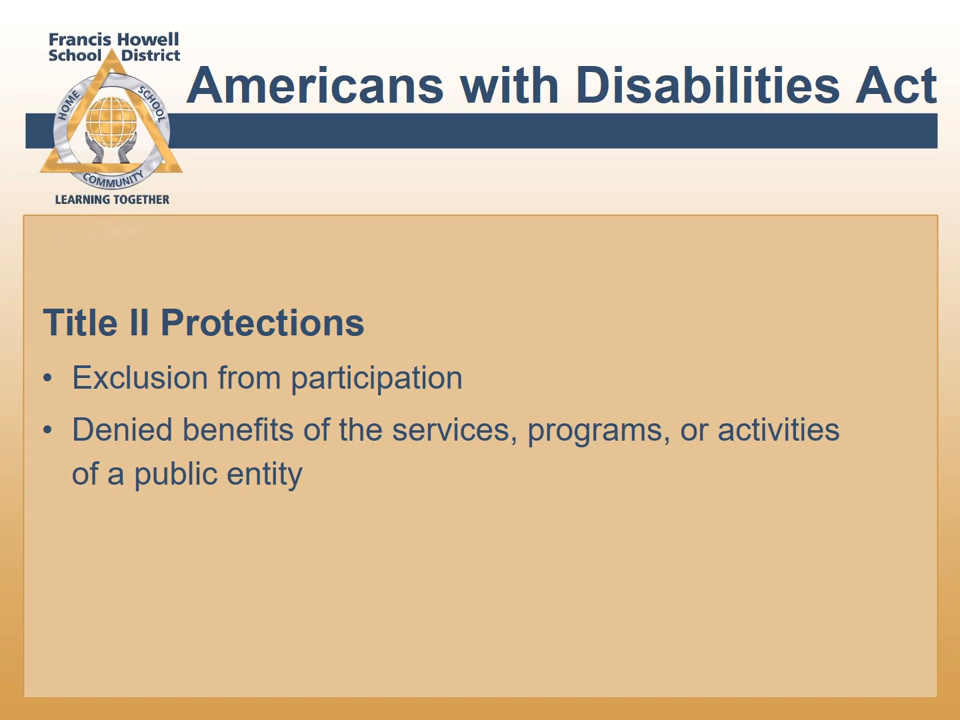 Francis Howell
School District
HOME
SCHOOL
COMMUNITY
LEARNING TOGETHER
Americans with Disabilities Act
Title II Protections
• Exclusion from participation
• Denied benefits of the services, programs, or activities
of a public entity